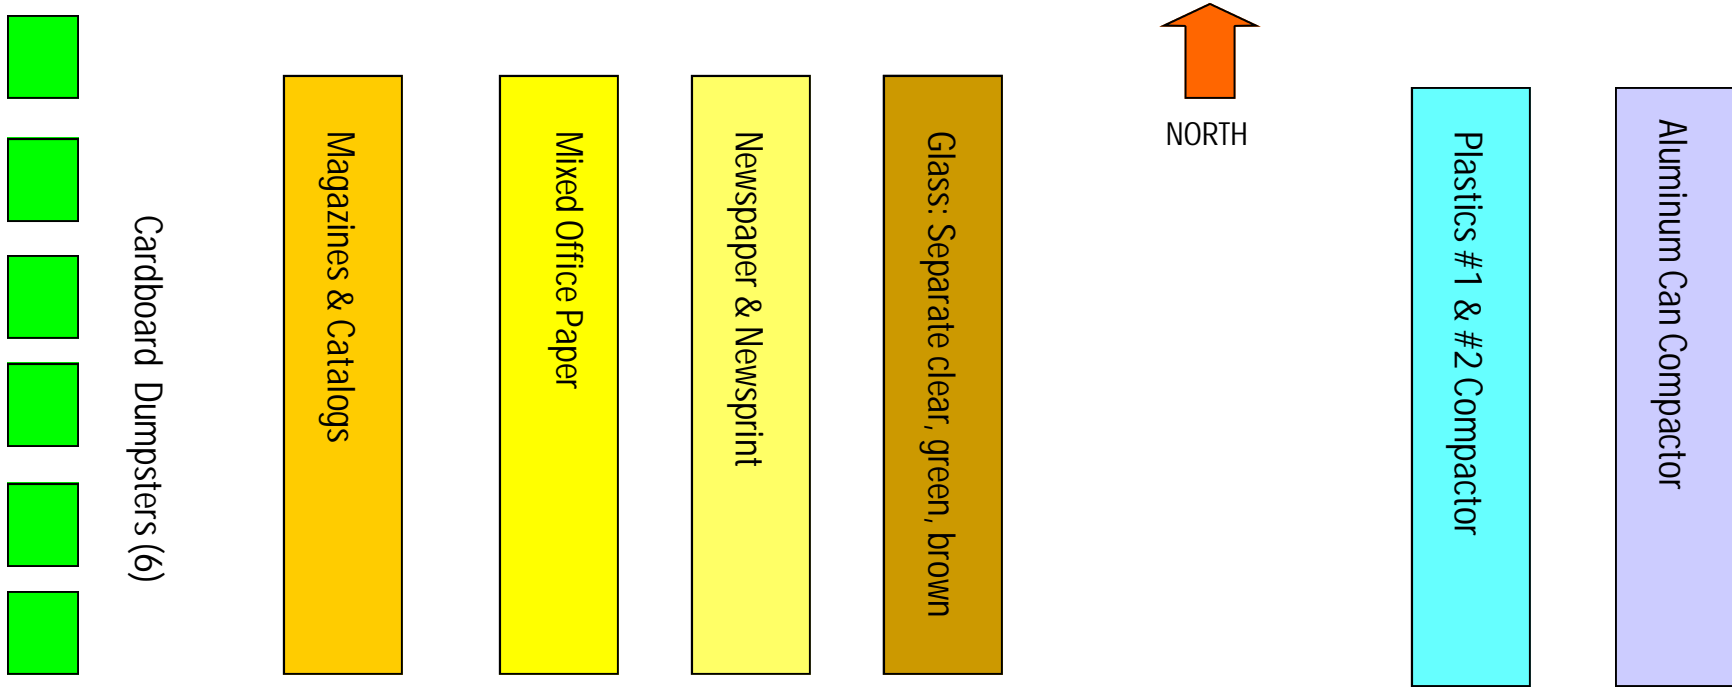 Cardboard Dumpsters (6)
Magazines & Catalogs
Mixed Office Paper
Newspaper & Newsprint
Glass: Separate clear, green, brown
NORTH
Plastics #1 & #2 Compactor
Aluminum Can Compactor